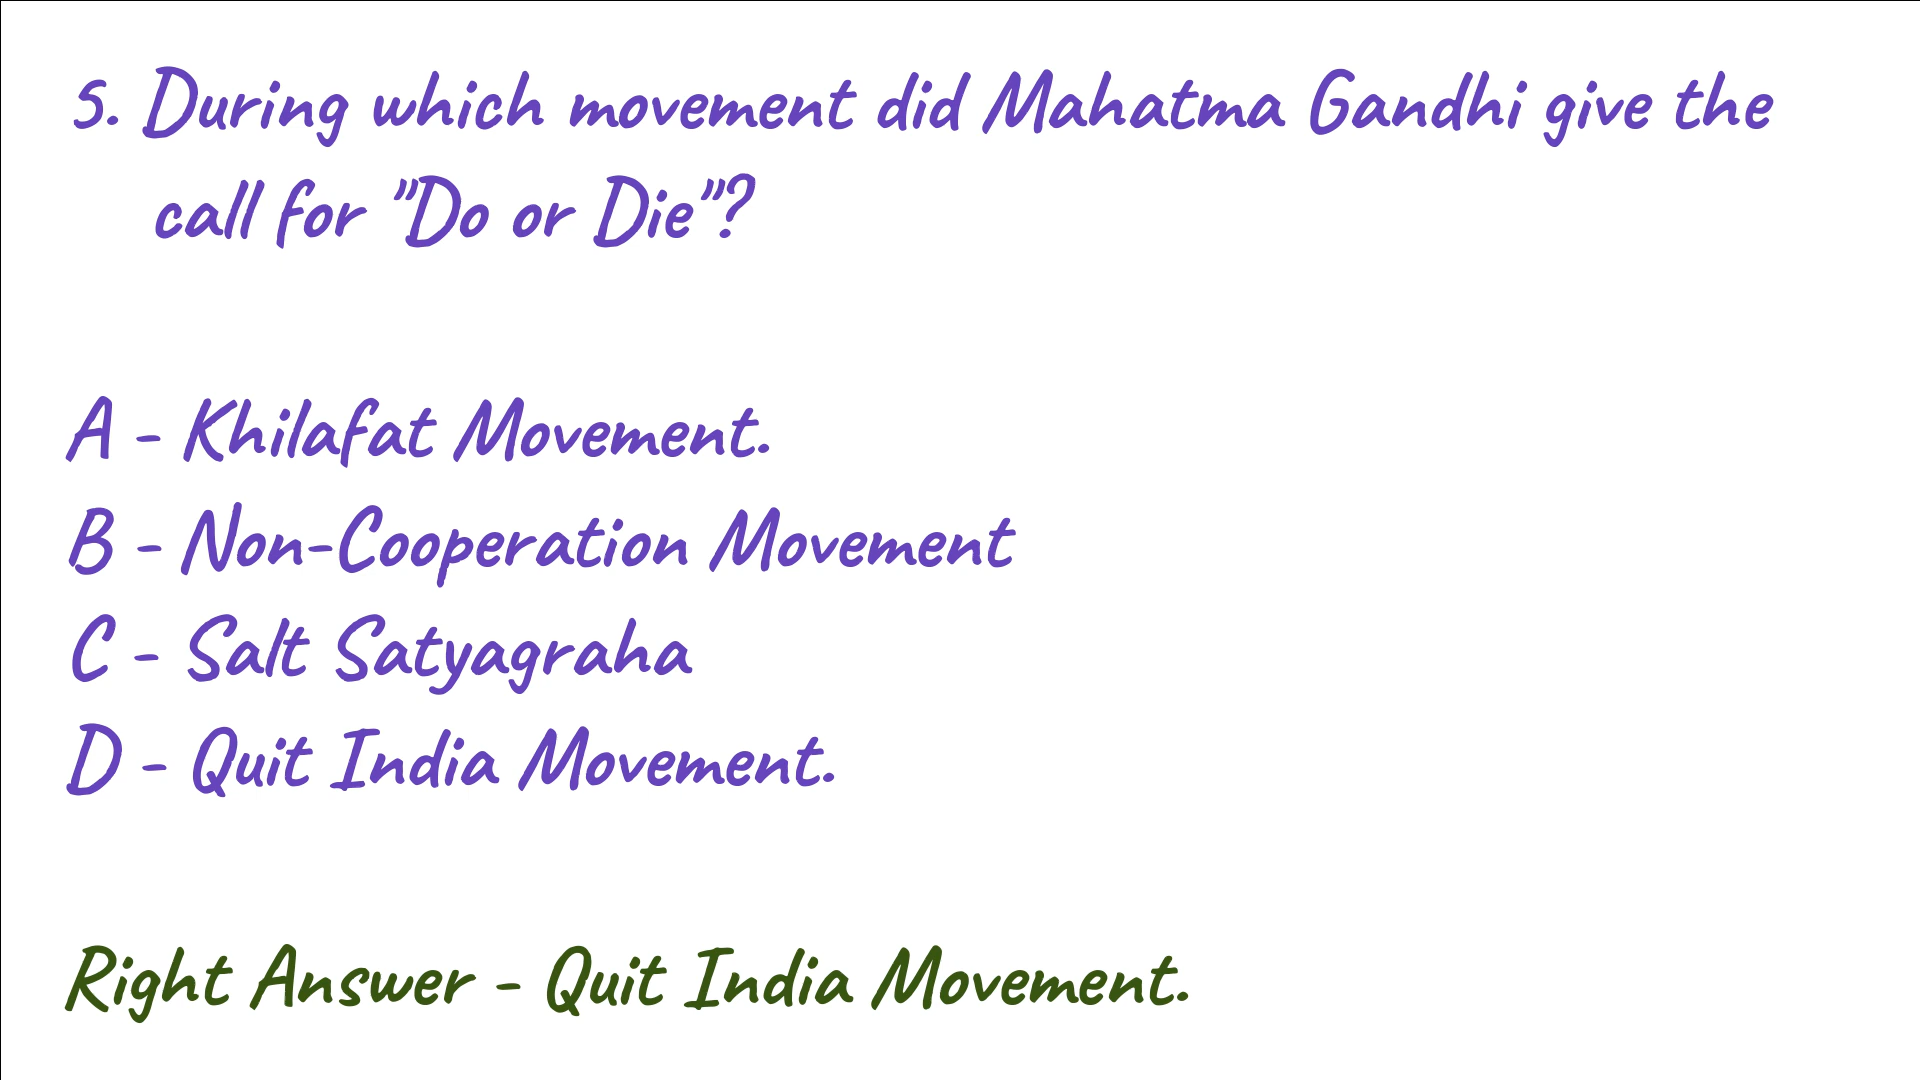 5. During which movement did Mahatma Gandhi give the
call for "Do or Die"?
A - Khilafat Movement.
B - Non-Cooperation Movement
C - Salt Satyagraha
D - Quit India Movement.
Right Answer - Quit India Movement.